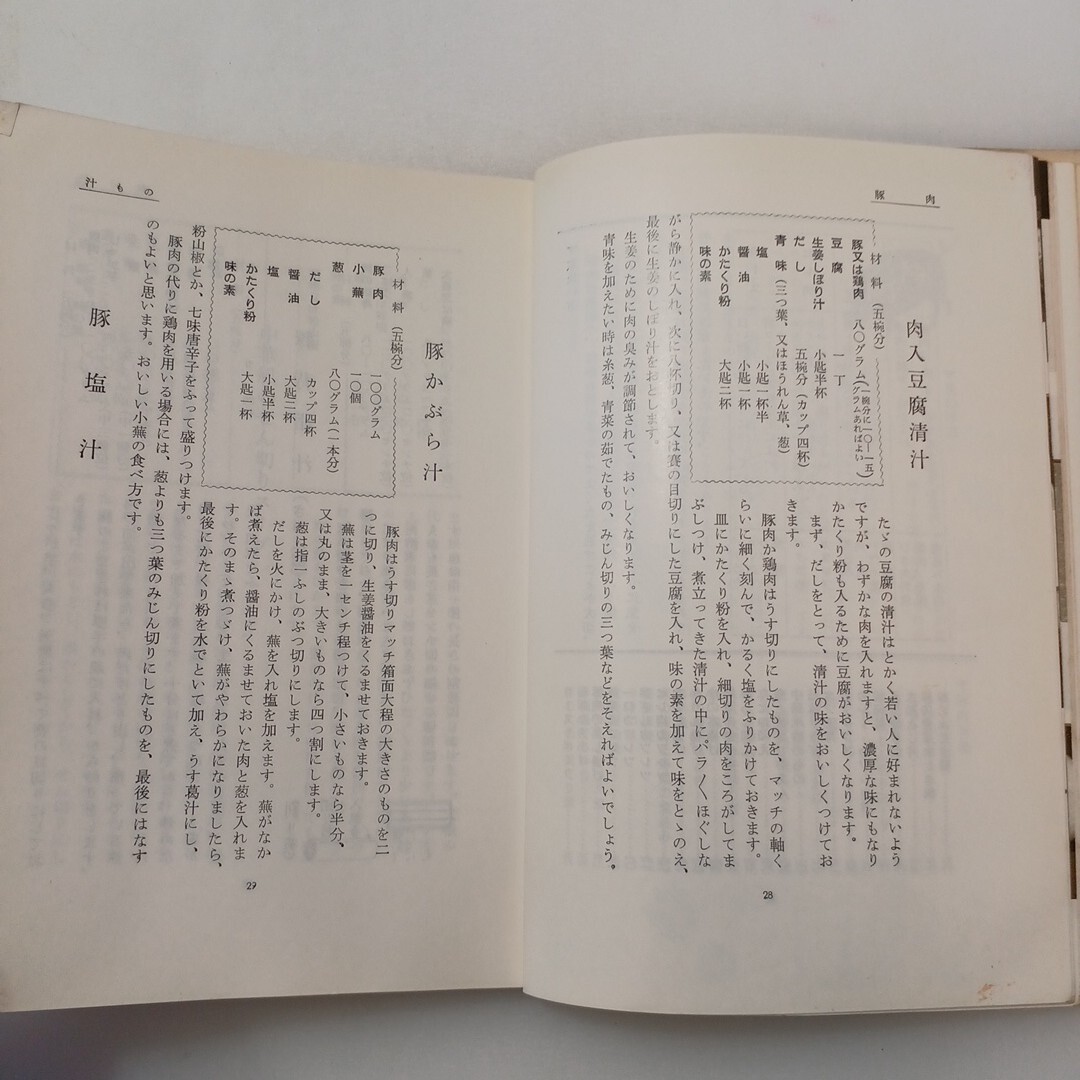 豚肉
肉入豆腐清汁
材料（五椀分）
豚又は鶏肉　八〇グラム（一椀分に一〇―一五グラムあればよい）
豆腐　一丁
生姜しぼり汁　小匙半杯
だし　五椀分（カップ四杯）
青味（三つ葉、又はほうれん草、葱）
塩　小匙一杯半
醤油　小匙一杯
かたくり粉　大匙二杯
味の素
たゞの豆腐の清汁はとかく若い人に好まれないよう
ですが、わずかな肉を入れますと、濃厚な味にもなり
かたくり粉も入るために豆腐がおいしくなります。
まず、だしをとって、清汁の味をおいしくつけてお
きます。
豚肉か鶏肉はうす切りにしたものを、マッチの軸く
らいに細く刻んで、かるく塩をふりかけておきます。
皿にかたくり粉を入れ、細切りの肉をころがしてま
ぶしつけ、煮立ってきた清汁の中にパラ〱ほぐしな
がら静かに入れ、次に八杯切り、又は賽の目切りにした豆腐を入れ、味の素を加えて味をとゝのえ、
最後に生姜のしぼり汁をおとします。
生姜のために肉の臭みが調節されて、おいしくなります。
青味を加えたい時は糸葱、青菜の茹でたもの、みじん切りの三つ葉などをそえればよいでしょう。
28
汁もの
豚かぶら汁
材料（五椀分）
豚肉　一〇〇グラム
小蕪　一〇個
葱　八〇グラム（一本分）
だし　カップ四杯
醤油　大匙二杯
塩　小匙半杯
かたくり粉　大匙一杯
味の素
豚肉はうす切りマッチ箱面大程の大きさのものを二
つに切り、生姜醤油をくるませておきます。
蕪は茎を一センチ程つけて、小さいものなら半分、
又は丸のまま、大きいものなら四つ割にします。
葱は指一ふしのぶつ切りにします。
だしを火にかけ、蕪を入れ塩を加えます。蕪がなか
ば煮えたら、醤油にくるませておいた肉と葱を入れま
す。そのまゝ煮つゞけ、蕪がやわらかになりましたら、
最後にかたくり粉を水でといて加え、うす葛汁にし、
粉山椒とか、七味唐辛子をふって盛りつけます。
豚肉の代りに鶏肉を用いる場合には、葱よりも三つ葉のみじん切りにしたものを、最後にはなす
のもよいと思います。おいしい小蕪の食べ方です。
豚塩汁
29